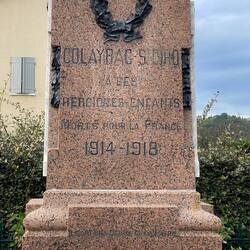 COLAYRAC-S^T CIRQ
A SES
HEROIQUES ENFANTS
MORTS POUR LA FRANCE
1914-1918